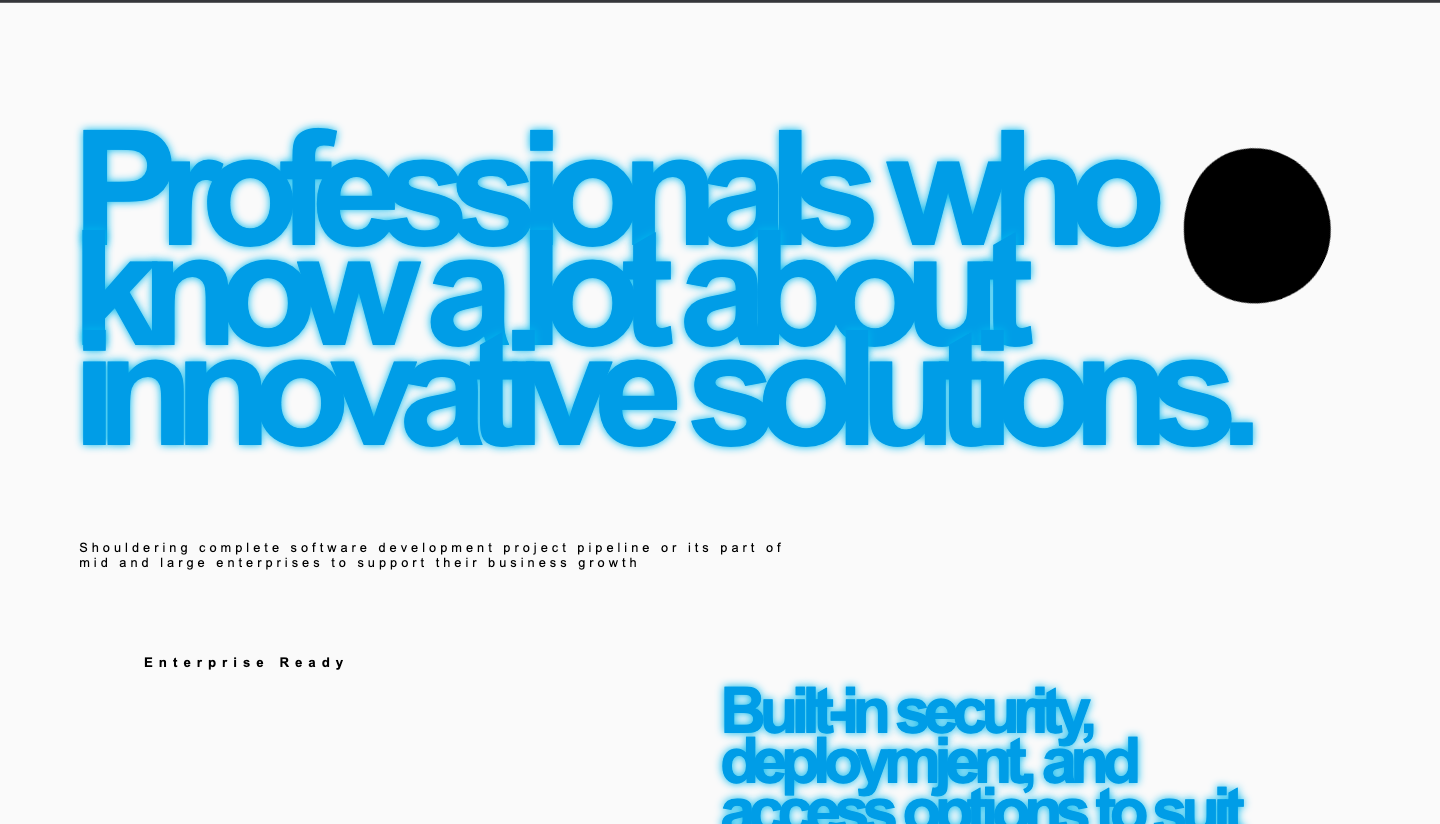 Professionals who
know a lot about
innovative solutions.
Shouldering complete software development project pipeline or its part of
mid and large enterprises to support their business growth
Enterprise Ready
Built-in security,
deploymjent, and
access options to suit